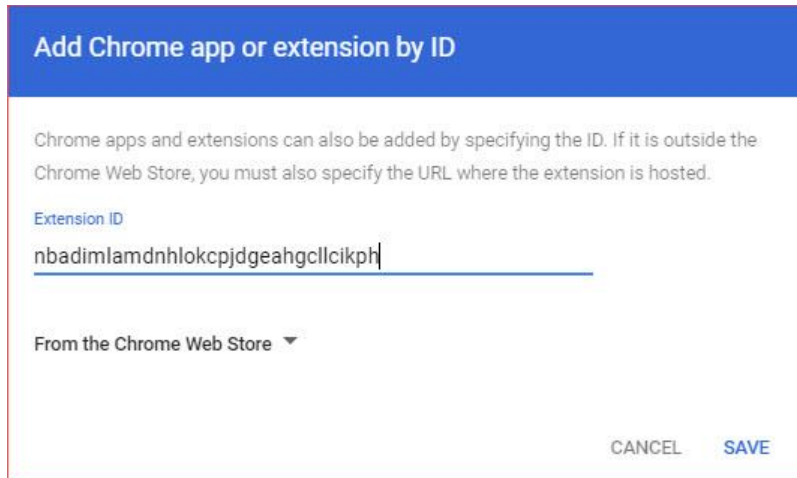 Add Chrome app or extension by ID
Chrome apps and extensions can also be added by specifying the ID. If it is outside the
Chrome Web Store, you must also specify the URL where the extension is hosted.
Extension ID
nbadimlamdnhlokcpjdgeahgcllcikph
From the Chrome Web Store
CANCEL SAVE